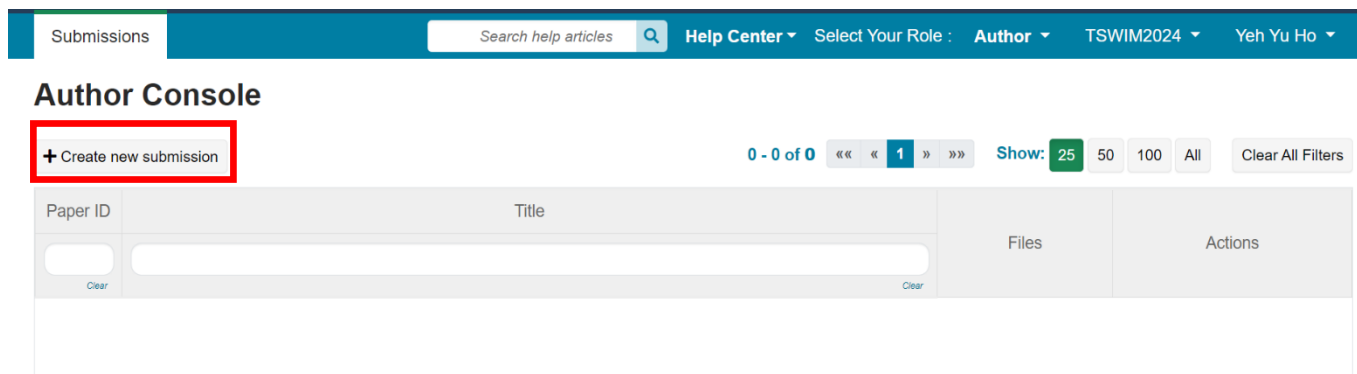 Submissions
Search help articles
Help Center
Select Your Role :
Author
TSWIM2024
Yeh Yu Ho
Author Console
+ Create new submission
0 - 0 of 0
«« « 1 » »»
Show: 25 50 100 All
Clear All Filters
Paper ID
Title
Files
Actions
Clear
Clear